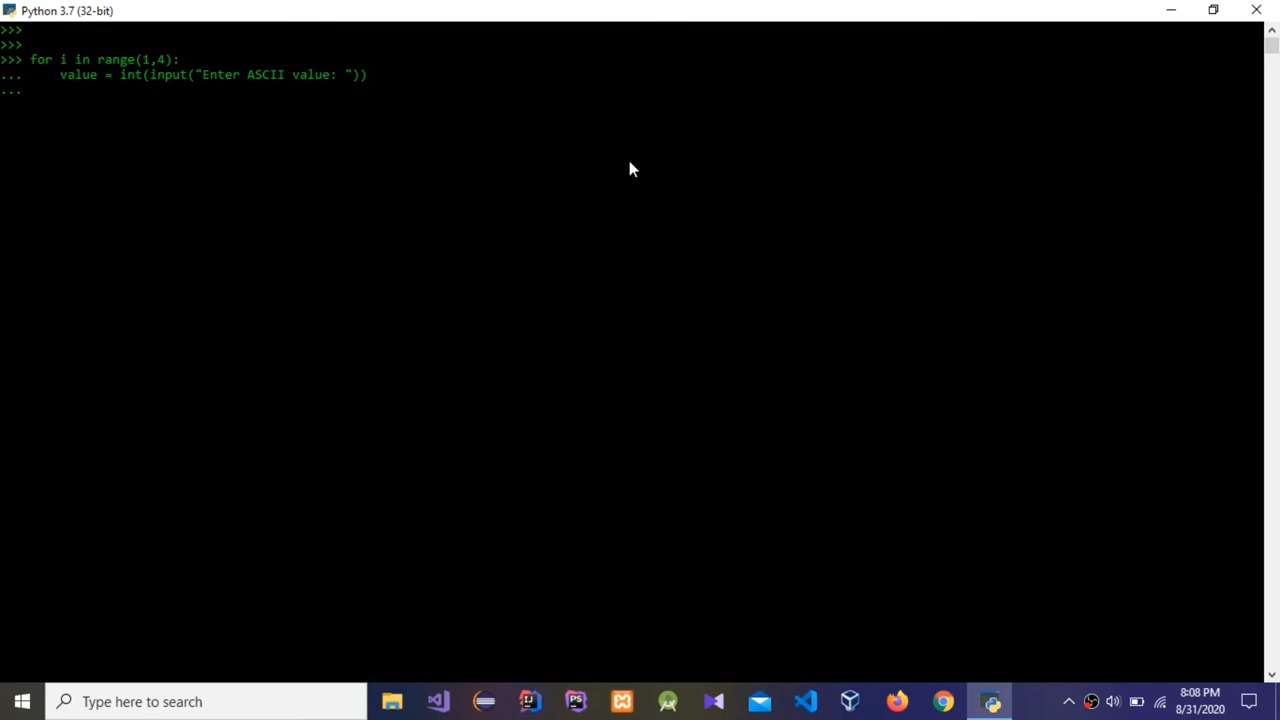 Python 3.7 (32-bit)
>>>
>>>
>>> for i in range(1,4):
...     value = int(input("Enter ASCII value: "))
...
Type here to search
8:08 PM
8/31/2020